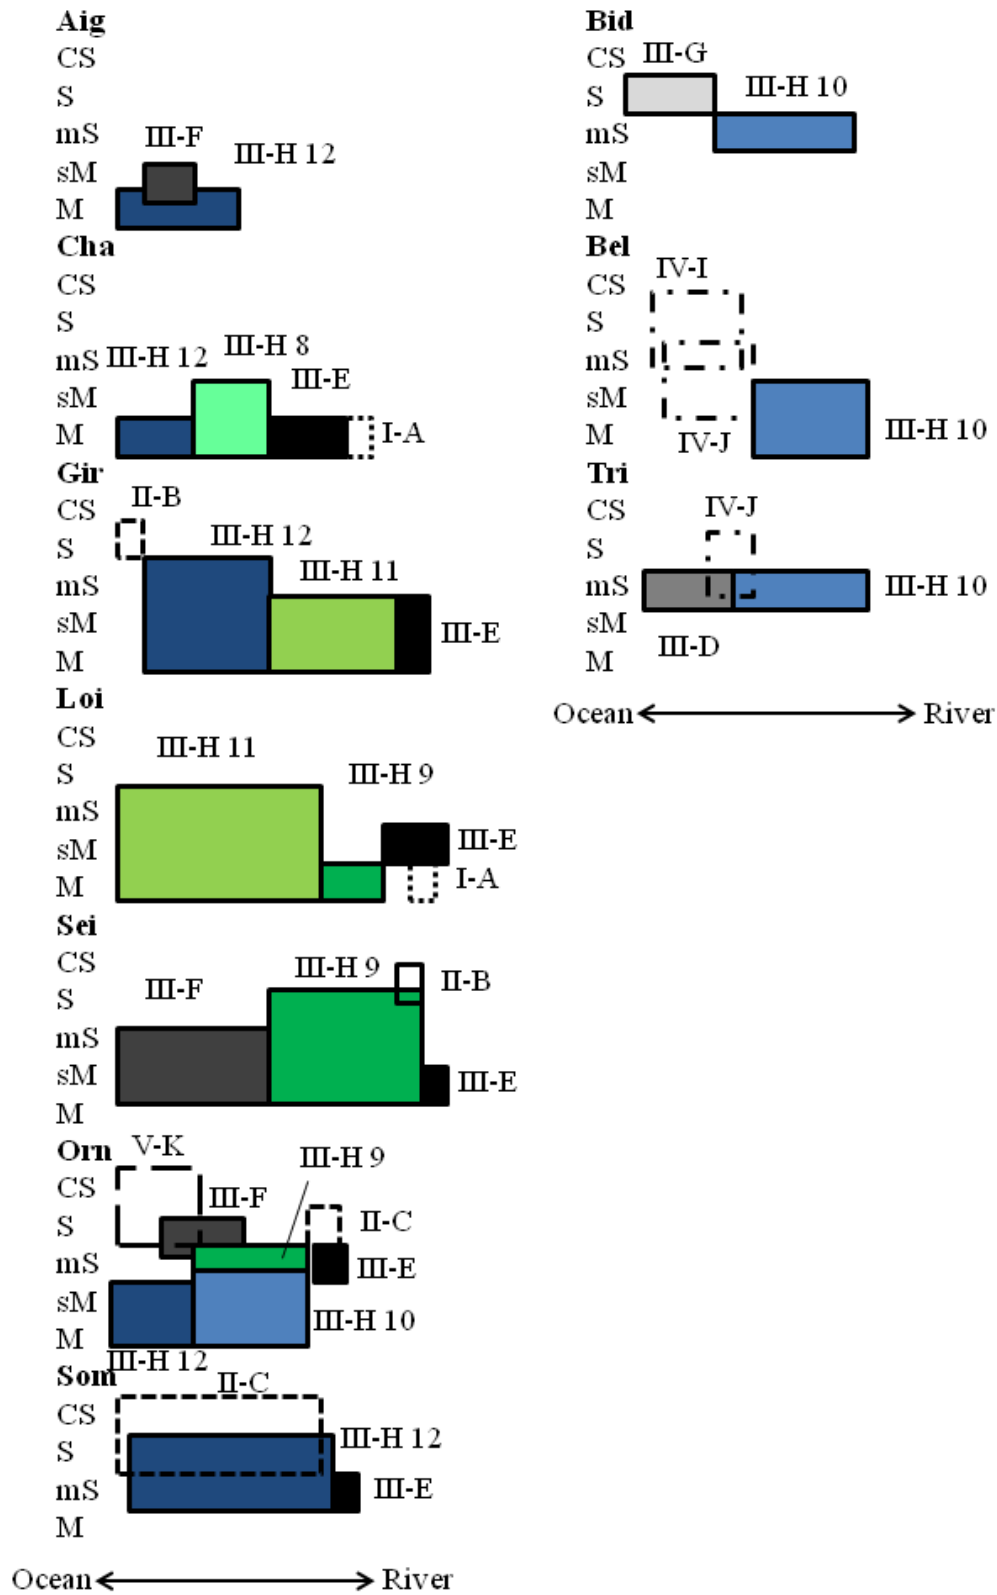 Aig
CS
S
mS
III-F
III-H 12
sM
M
Cha
CS
S
mS
III-H 12
III-H 8
III-E
sM
M
I-A
Gir
II-B
CS
S
III-H 12
mS
III-H 11
sM
III-E
M
Loi
CS
III-H 11
S
III-H 9
mS
sM
III-E
M
I-A
Sei
CS
III-H 9
II-B
S
III-F
mS
sM
III-E
M
Orn
V-K
III-H 9
CS
III-F
S
II-C
mS
III-E
sM
III-H 10
M
III-H 12
Som
II-C
CS
S
III-H 12
mS
III-E
M
Ocean
River
Bid
CS
III-G
S
III-H 10
mS
sM
M
Bel
IV-I
CS
S
mS
sM
M
IV-J
III-H 10
Tri
CS
IV-J
S
mS
III-H 10
sM
III-D
M
Ocean
River